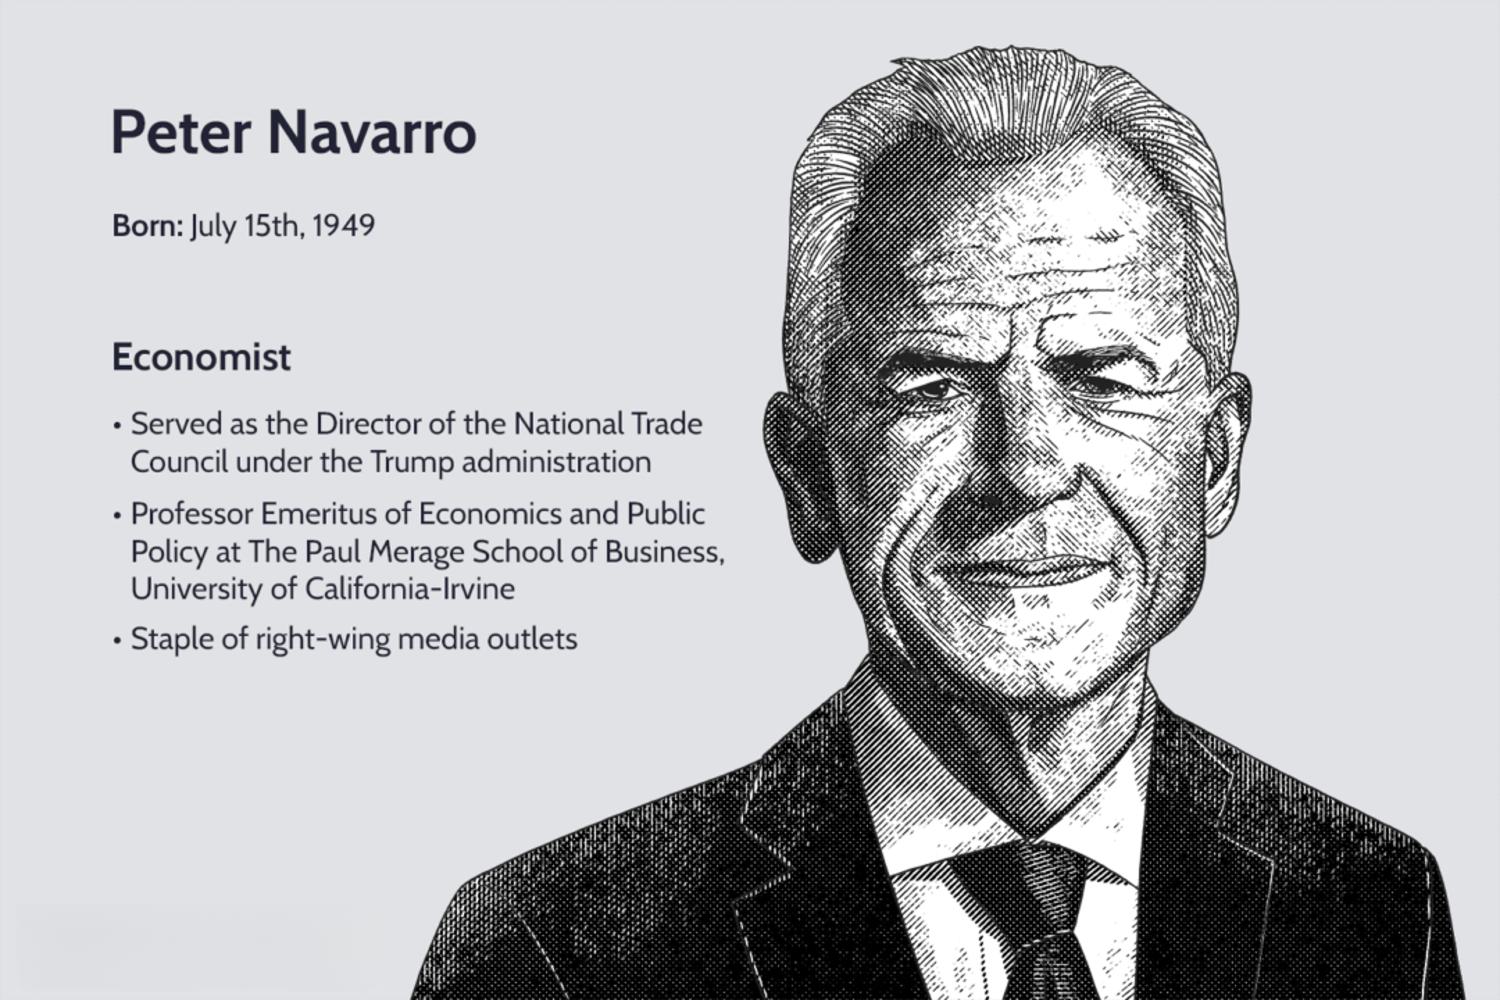 Peter Navarro
Born: July 15th, 1949
Economist
• Served as the Director of the National Trade
Council under the Trump administration
• Professor Emeritus of Economics and Public
Policy at The Paul Merage School of Business,
University of California-Irvine
• Staple of right-wing media outlets